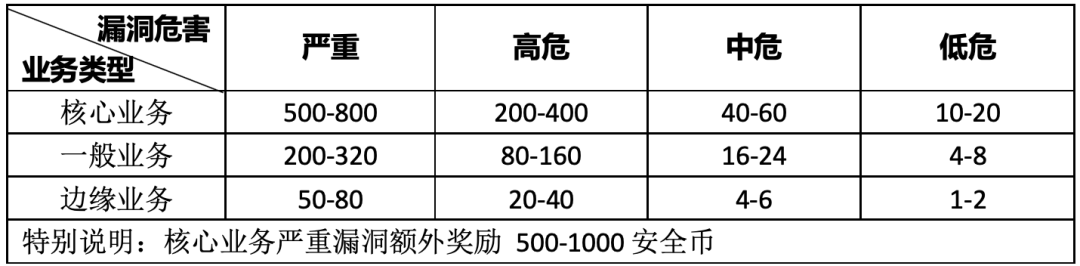 漏洞危害
业务类型 严重 高危 中危 低危
核心业务 500-800 200-400 40-60 10-20
一般业务 200-320 80-160 16-24 4-8
边缘业务 50-80 20-40 4-6 1-2
特别说明：核心业务严重漏洞额外奖励 500-1000 安全币